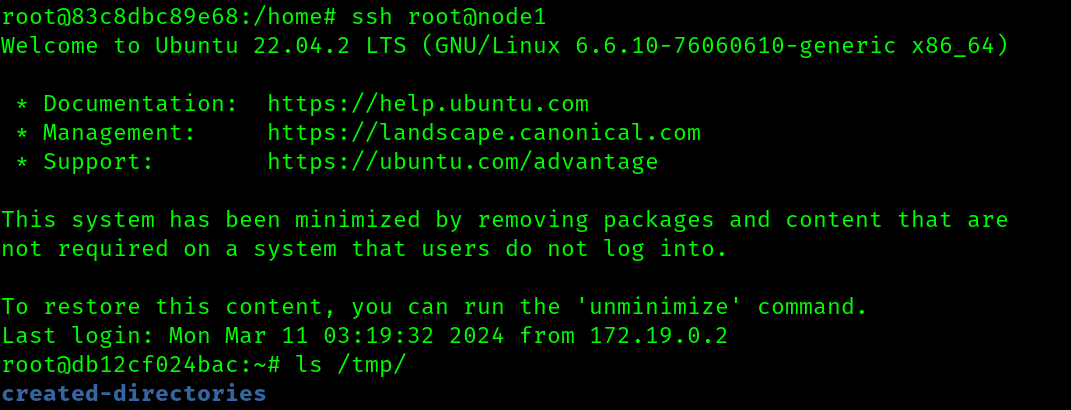 root@83c8dbc89e68:/home# ssh root@node1
Welcome to Ubuntu 22.04.2 LTS (GNU/Linux 6.6.10-76060610-generic x86_64)
* Documentation:  https://help.ubuntu.com
* Management:     https://landscape.canonical.com
* Support:        https://ubuntu.com/advantage
This system has been minimized by removing packages and content that are
not required on a system that users do not log into.
To restore this content, you can run the 'unminimize' command.
Last login: Mon Mar 11 03:19:32 2024 from 172.19.0.2
root@db12cf024bac:~# ls /tmp/
created-directories